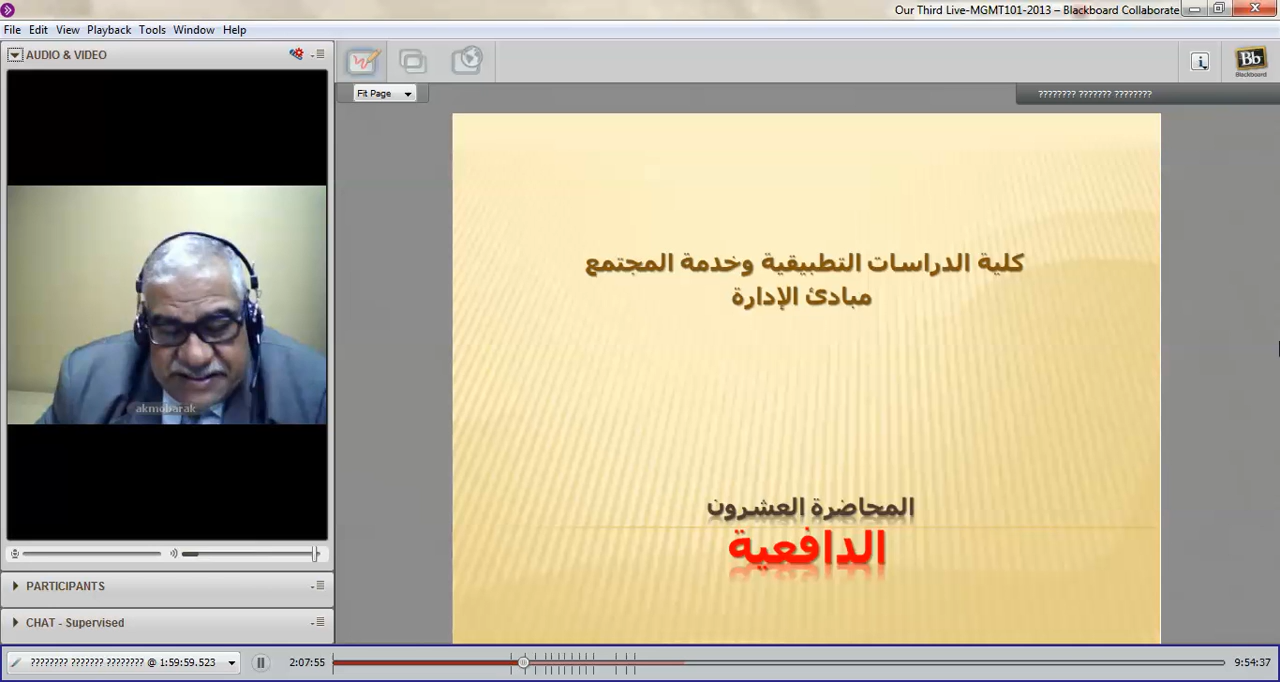 Our Third Live-MGMT101-2013 – Blackboard Collaborate
File Edit View Playback Tools Window Help
AUDIO & VIDEO
Fit Page
i
Bb
Blackboard
???????? ??????? ????????
كلية الدراسات التطبيقية وخدمة المجتمع
مبادئ الإدارة
المحاضرة العشرون
الدافعية
akmobarak
PARTICIPANTS
CHAT - Supervised
???????? ??????? ???????? @ 1:59:59.523
2:07:55
9:54:37